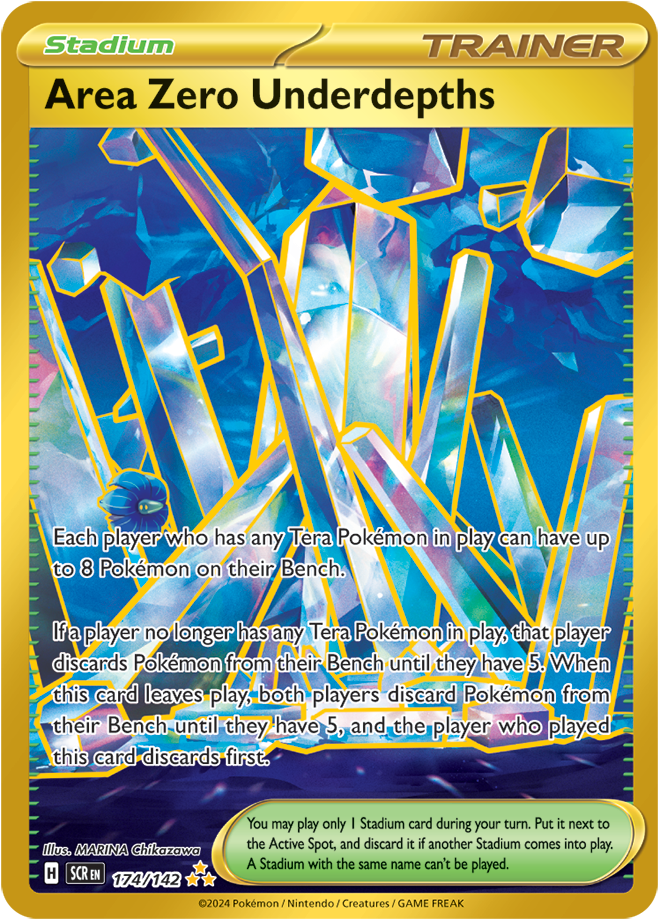 Stadium
TRAINER
Area Zero Underdepths
Each player who has any Tera Pokémon in play can have up
to 8 Pokémon on their Bench.
If a player no longer has any Tera Pokémon in play, that player
discards Pokémon from their Bench until they have 5. When
this card leaves play, both players discard Pokémon from
their Bench until they have 5, and the player who played
this card discards first.
You may play only 1 Stadium card during your turn. Put it next to
the Active Spot, and discard it if another Stadium comes into play.
A Stadium with the same name can't be played.
Illus. MARINA Chikazawa
H SCR EN 174/142
©2024 Pokémon / Nintendo / Creatures / GAME FREAK